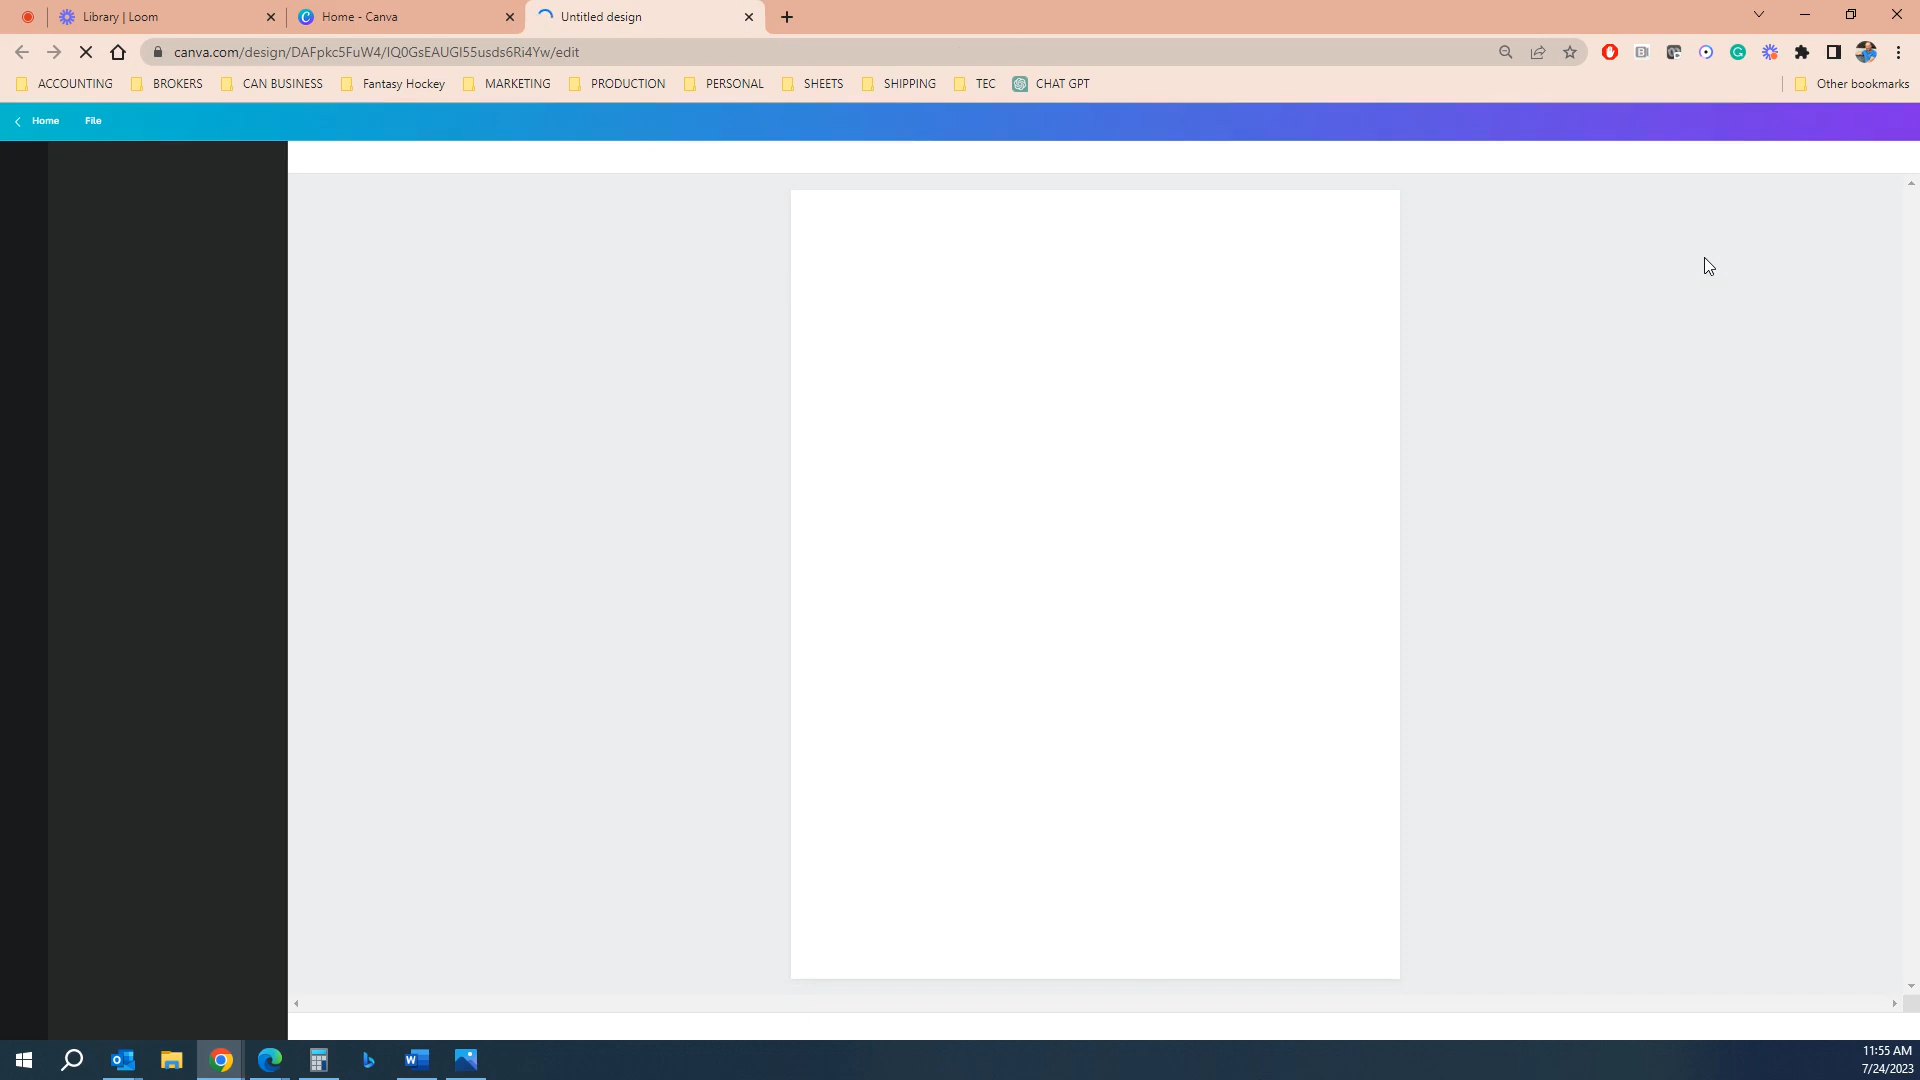 Library | Loom
Home - Canva
Untitled design
canva.com/design/DAFpkc5FuW4/IQ0GsEAUGl55usds6Ri4Yw/edit
ACCOUNTING
BROKERS
CAN BUSINESS
Fantasy Hockey
MARKETING
PRODUCTION
PERSONAL
SHEETS
SHIPPING
TEC
CHAT GPT
Other bookmarks
Home
File
11:55 AM
7/24/2023